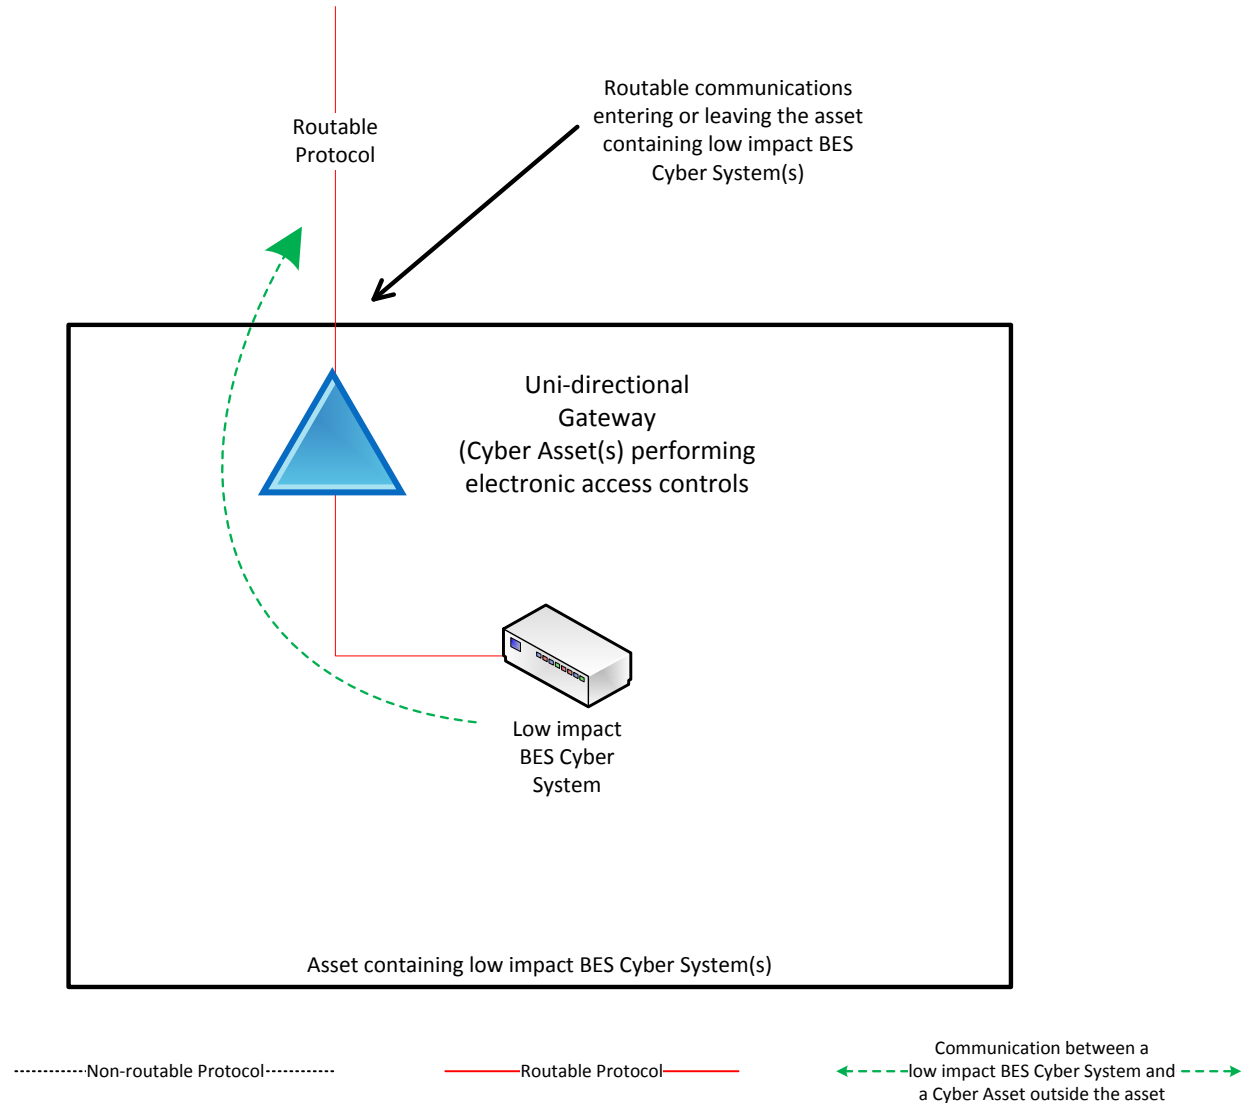 Routable communications
entering or leaving the asset
containing low impact BES
Cyber System(s)
Routable
Protocol
Uni-directional
Gateway
(Cyber Asset(s) performing
electronic access controls
Low impact
BES Cyber
System
Asset containing low impact BES Cyber System(s)
Non-routable Protocol
Routable Protocol
Communication between a
low impact BES Cyber System and
a Cyber Asset outside the asset